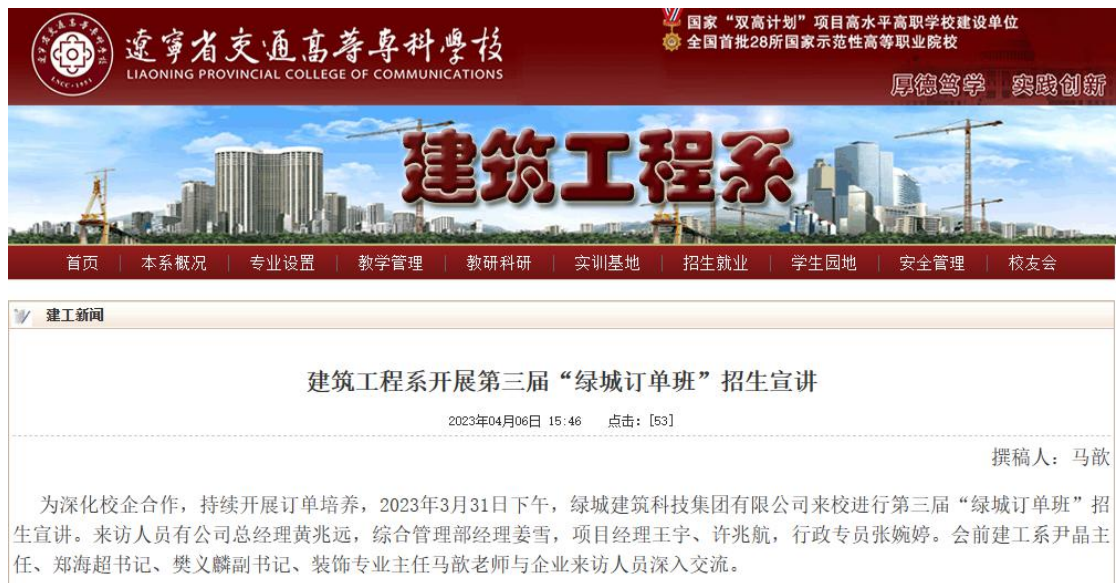 国家“双高计划”项目高水平高职学校建设单位
全国首批28所国家示范性高等职业院校
辽宁省交通高等专科学校
LIAONING PROVINCIAL COLLEGE OF COMMUNICATIONS
LNCC·1951
厚德笃学 实践创新
建筑工程系
首页 | 本系概况 | 专业设置 | 教学管理 | 教研科研 | 实训基地 | 招生就业 | 学生园地 | 安全管理 | 校友会
建工新闻
建筑工程系开展第三届“绿城订单班”招生宣讲
2023年04月06日 15:46 点击：[53]
撰稿人：马歆
为深化校企合作，持续开展订单培养，2023年3月31日下午，绿城建筑科技集团有限公司来校进行第三届“绿城订单班”招
生宣讲。来访人员有公司总经理黄兆远，综合管理部经理姜雪，项目经理王宇、许兆航，行政专员张婉婷。会前建工系尹晶主
任、郑海超书记、樊义麟副书记、装饰专业主任马歆老师与企业来访人员深入交流。